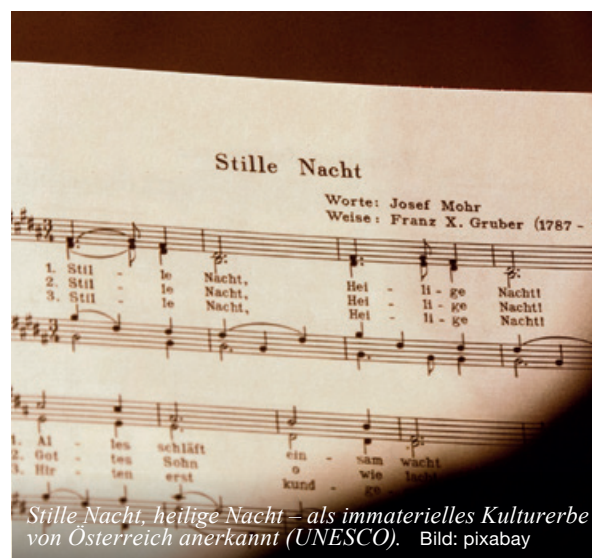 Stille Nacht
Worte: Josef Mohr
Weise: Franz X. Gruber (1787 -
1. Stil - le Nacht, Hei - li - ge Nacht!
2. Stil - le Nacht, Hei - li - ge Nacht!
3. Stil - le Nacht, Hei - li - ge Nacht!
1. Al - les schläft ein - sam wacht
2. Got - tes Sohn o wie
3. Hir - ten erst kund - ge
Stille Nacht, heilige Nacht – als immaterielles Kulturerbe
von Österreich anerkannt (UNESCO). Bild: pixabay